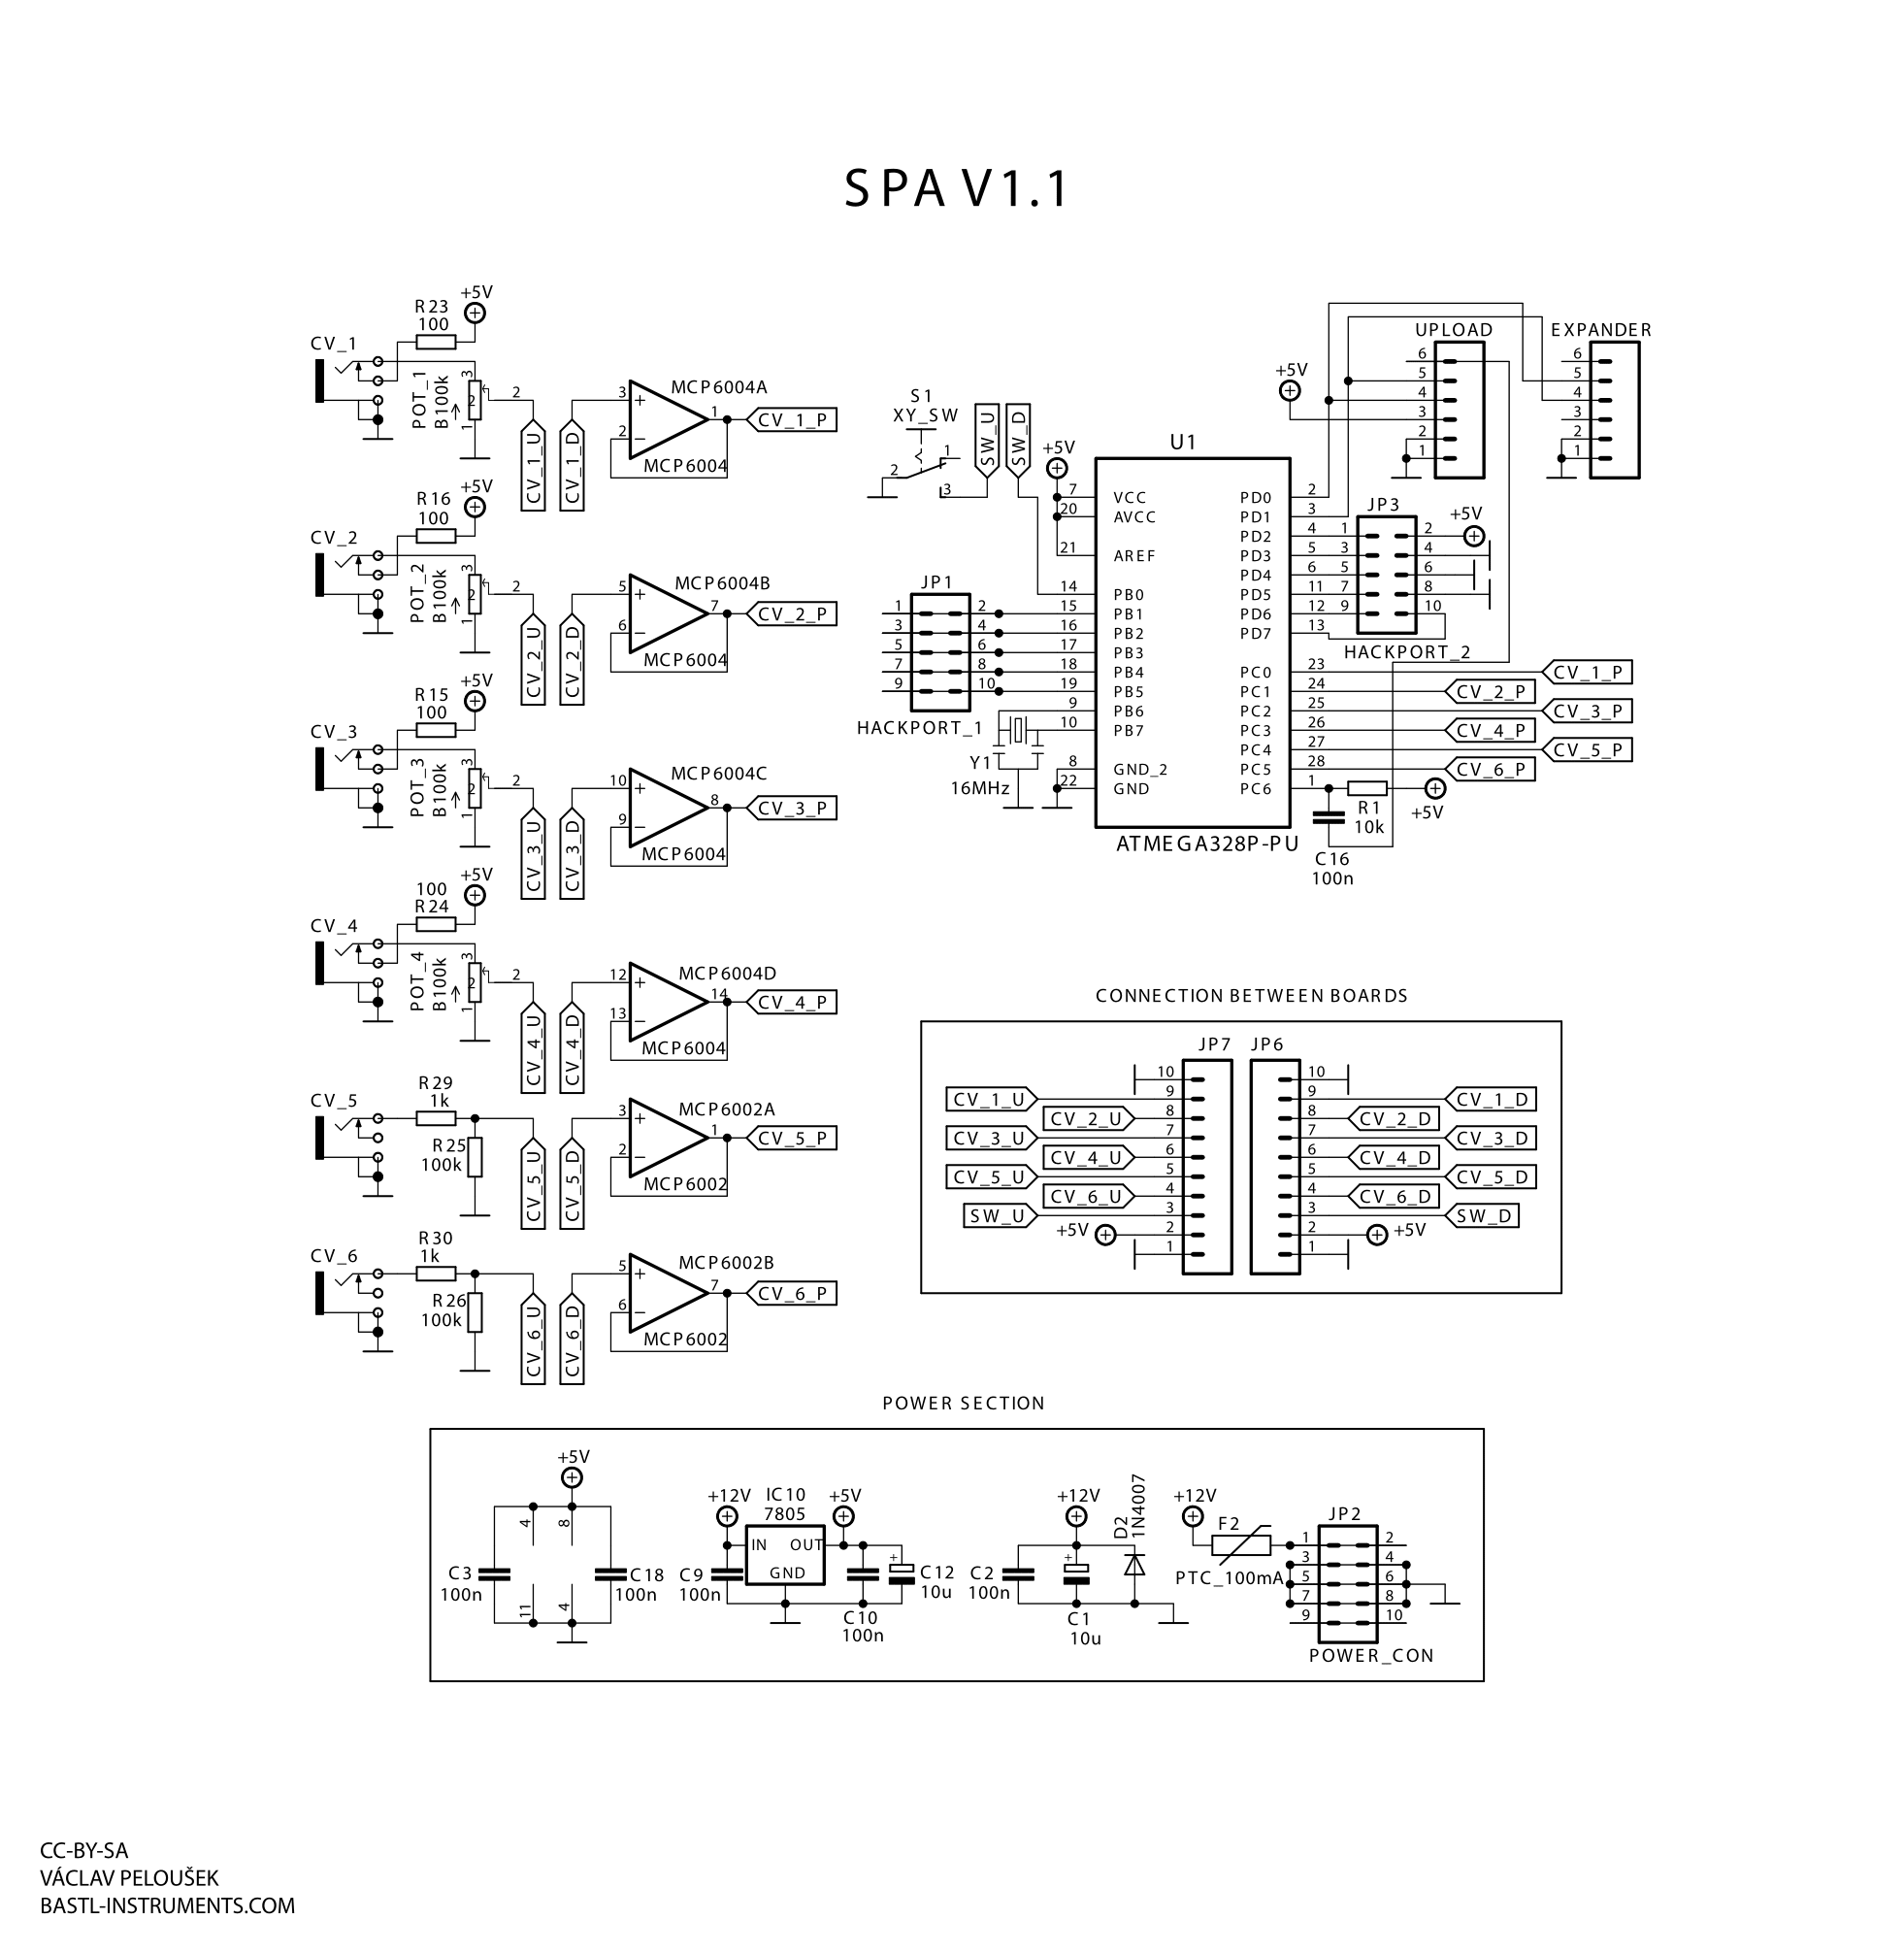 SPA V1.1
CV_1
R23
100
+5V
POT_1
B100k
3
2
1
2
CV_1_U
CV_1_D
3
+
2
−
1
MCP6004A
MCP6004
CV_1_P
CV_2
R16
100
+5V
POT_2
B100k
3
2
1
2
CV_2_U
CV_2_D
5
+
6
−
7
MCP6004B
MCP6004
CV_2_P
CV_3
R15
100
+5V
POT_3
B100k
3
2
1
2
CV_3_U
CV_3_D
10
+
9
−
8
MCP6004C
MCP6004
CV_3_P
CV_4
100
R24
+5V
POT_4
B100k
3
2
1
2
CV_4_U
CV_4_D
12
+
13
−
14
MCP6004D
MCP6004
CV_4_P
CV_5
R29
1k
R25
100k
CV_5_U
CV_5_D
3
+
2
−
1
MCP6002A
MCP6002
CV_5_P
CV_6
R30
1k
R26
100k
CV_6_U
CV_6_D
5
+
6
−
7
MCP6002B
MCP6002
CV_6_P
S1
XY_SW
1
2
3
SW_U
SW_D
+5V
U1
7 VCC
20 AVCC
21 AREF
14 PB0
15 PB1
16 PB2
17 PB3
18 PB4
19 PB5
9 PB6
10 PB7
8 GND_2
22 GND
PD0 2
PD1 3
PD2 4
PD3 5
PD4 6
PD5 11
PD6 12
PD7 13
PC0 23
PC1 24
PC2 25
PC3 26
PC4 27
PC5 28
PC6 1
ATMEGA328P-PU
JP1
1 2
3 4
5 6
7 8
9 10
HACKPORT_1
Y1
16MHz
+5V
UPLOAD
6
5
4
3
2
1
EXPANDER
6
5
4
3
2
1
JP3
1 2
3 4
5 6
7 8
9 10
+5V
HACKPORT_2
CV_1_P
CV_2_P
CV_3_P
CV_4_P
CV_5_P
CV_6_P
R1
10k
+5V
C16
100n
CONNECTION BETWEEN BOARDS
JP7 JP6
10 10
CV_1_U 9 9 CV_1_D
CV_2_U 8 8 CV_2_D
CV_3_U 7 7 CV_3_D
CV_4_U 6 6 CV_4_D
CV_5_U 5 5 CV_5_D
CV_6_U 4 4 CV_6_D
SW_U 3 3 SW_D
+5V 2 2 +5V
1 1
POWER SECTION
+5V
4
8
C3
100n
C18
100n
11
4
+12V
IC10
7805
+5V
IN OUT
GND
C9
100n
C10
100n
+
C12
10u
+12V
C2
100n
+
C1
10u
D2
1N4007
+12V
F2
PTC_100mA
JP2
1 2
3 4
5 6
7 8
9 10
POWER_CON
CC-BY-SA
VÁCLAV PELOUŠEK
BASTL-INSTRUMENTS.COM